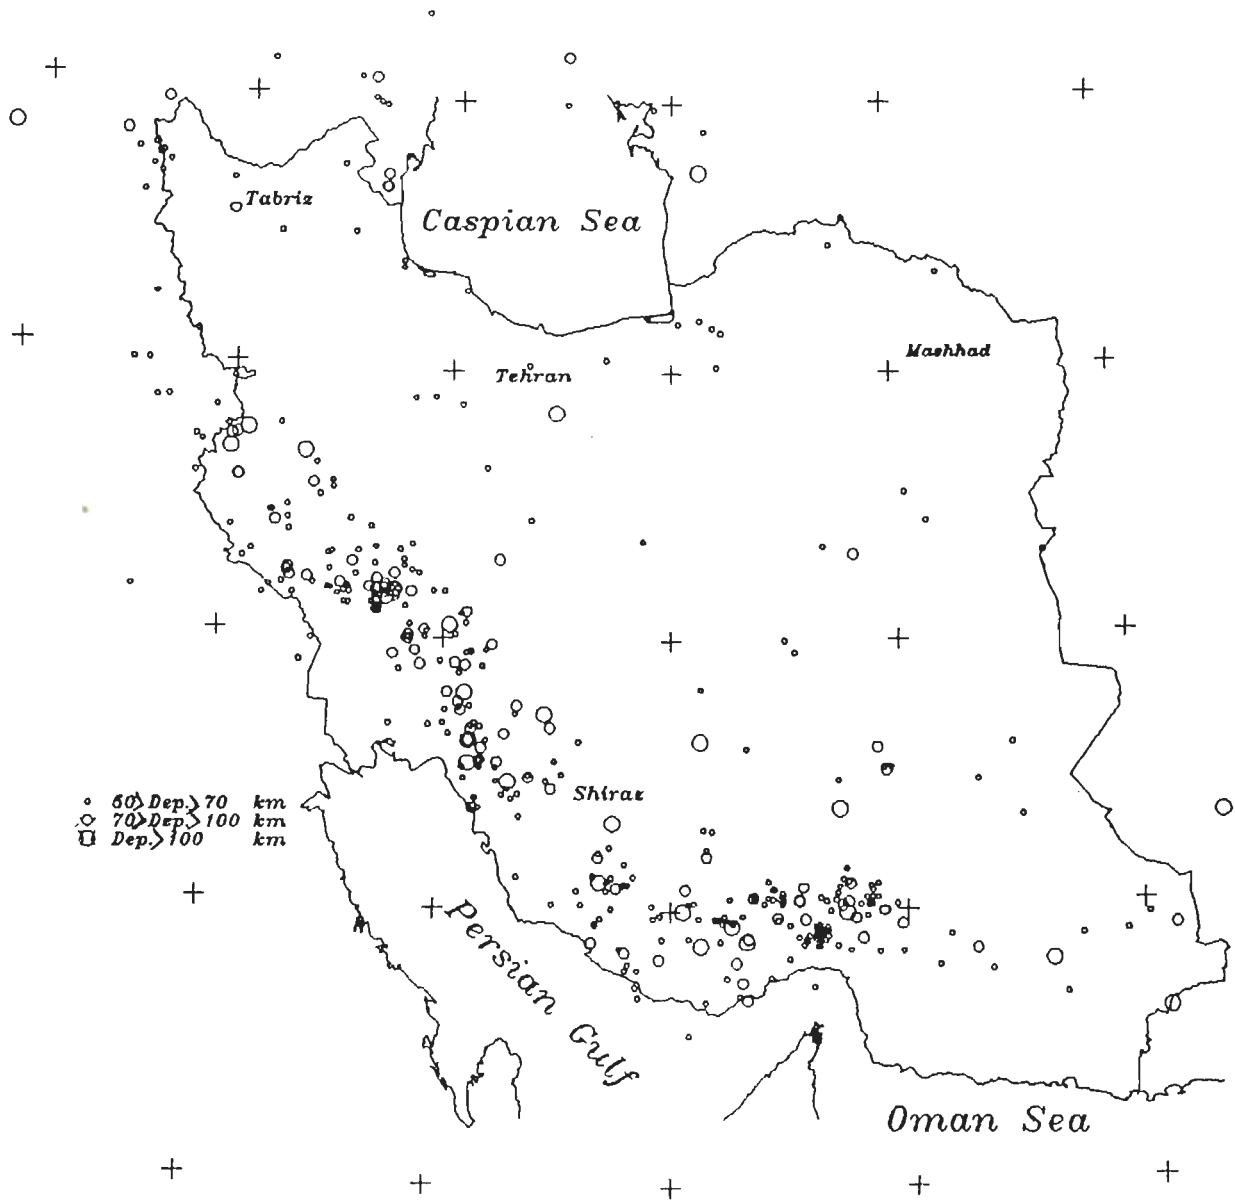 Tabriz
Caspian Sea
Mashhad
Tehran
Shiraz
60>Dep.>70 km
70>Dep.>100 km
Dep.>100 km
Persian Gulf
Oman Sea